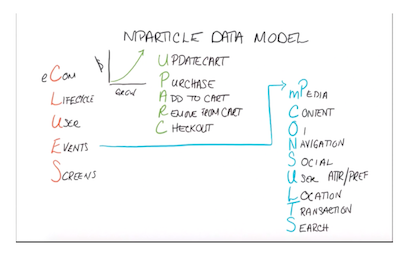 MPARTICLE DATA MODEL
eCom
LIFECYCLE
USER
EVENTS
SCREENS
GROW
UPDATECART
PURCHASE
ADD TO CART
REMOVE FROM CART
CHECKOUT
mPEDIA
CONTENT
NAVIGATION
SOCIAL
USER ATTR/PREF
LOCATION
TRANSACTION
SEARCH